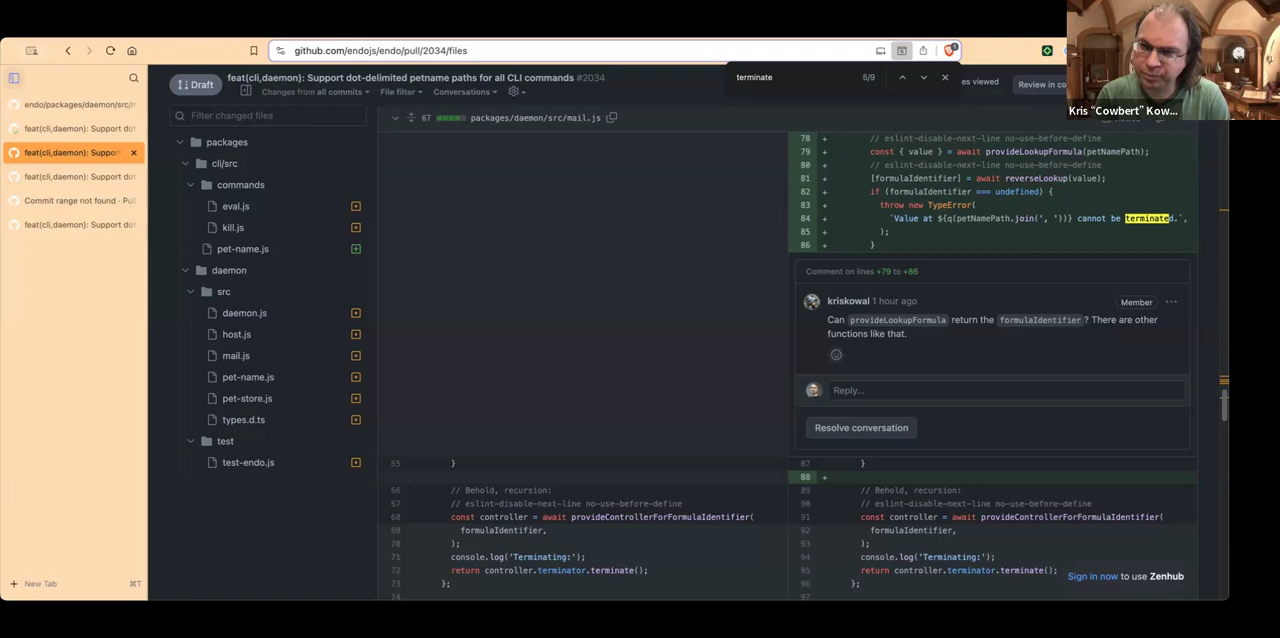 github.com/endojs/endo/pull/2034/files
Kris "Cowbert" Kow...
Draft
feat(cli,daemon): Support dot-delimited petname paths for all CLI commands #2034
Changes from all commits
File filter
Conversations
terminate
5/9
es viewed
Review in co
endo/packages/daemon/src/m
feat(cli,daemon): Support dot
feat(cli,daemon): Suppor
feat(cli,daemon): Support dot
Commit range not found · Pul
feat(cli,daemon): Support dot
New Tab
⌘T
Filter changed files
packages
cli/src
commands
eval.js
kill.js
pet-name.js
daemon
src
daemon.js
host.js
mail.js
pet-name.js
pet-store.js
types.d.ts
test
test-endo.js
67 packages/daemon/src/mail.js
78 + // eslint-disable-next-line no-use-before-define
79 + const { value } = await provideLookupFormula(petNamePath);
80 + // eslint-disable-next-line no-use-before-define
81 + [formulaIdentifier] = await reverseLookup(value);
82 + if (formulaIdentifier === undefined) {
83 + throw new TypeError(
84 + `Value at ${q(petNamePath.join(', '))} cannot be terminated.`,
85 + );
86 + }
Comment on lines +79 to +86
kriskowal 1 hour ago
Member
Can provideLookupFormula return the formulaIdentifier? There are other
functions like that.
Reply...
Resolve conversation
65 }
66 // Behold, recursion:
67 // eslint-disable-next-line no-use-before-define
68 const controller = await provideControllerForFormulaIdentifier(
69 formulaIdentifier,
70 );
71 console.log('Terminating:');
72 return controller.terminator.terminate();
73 };
74
87 }
88 +
89 // Behold, recursion:
90 // eslint-disable-next-line no-use-before-define
91 const controller = await provideControllerForFormulaIdentifier(
92 formulaIdentifier,
93 );
94 console.log('Terminating:');
95 return controller.terminator.terminate();
96 };
97
Sign in now to use Zenhub